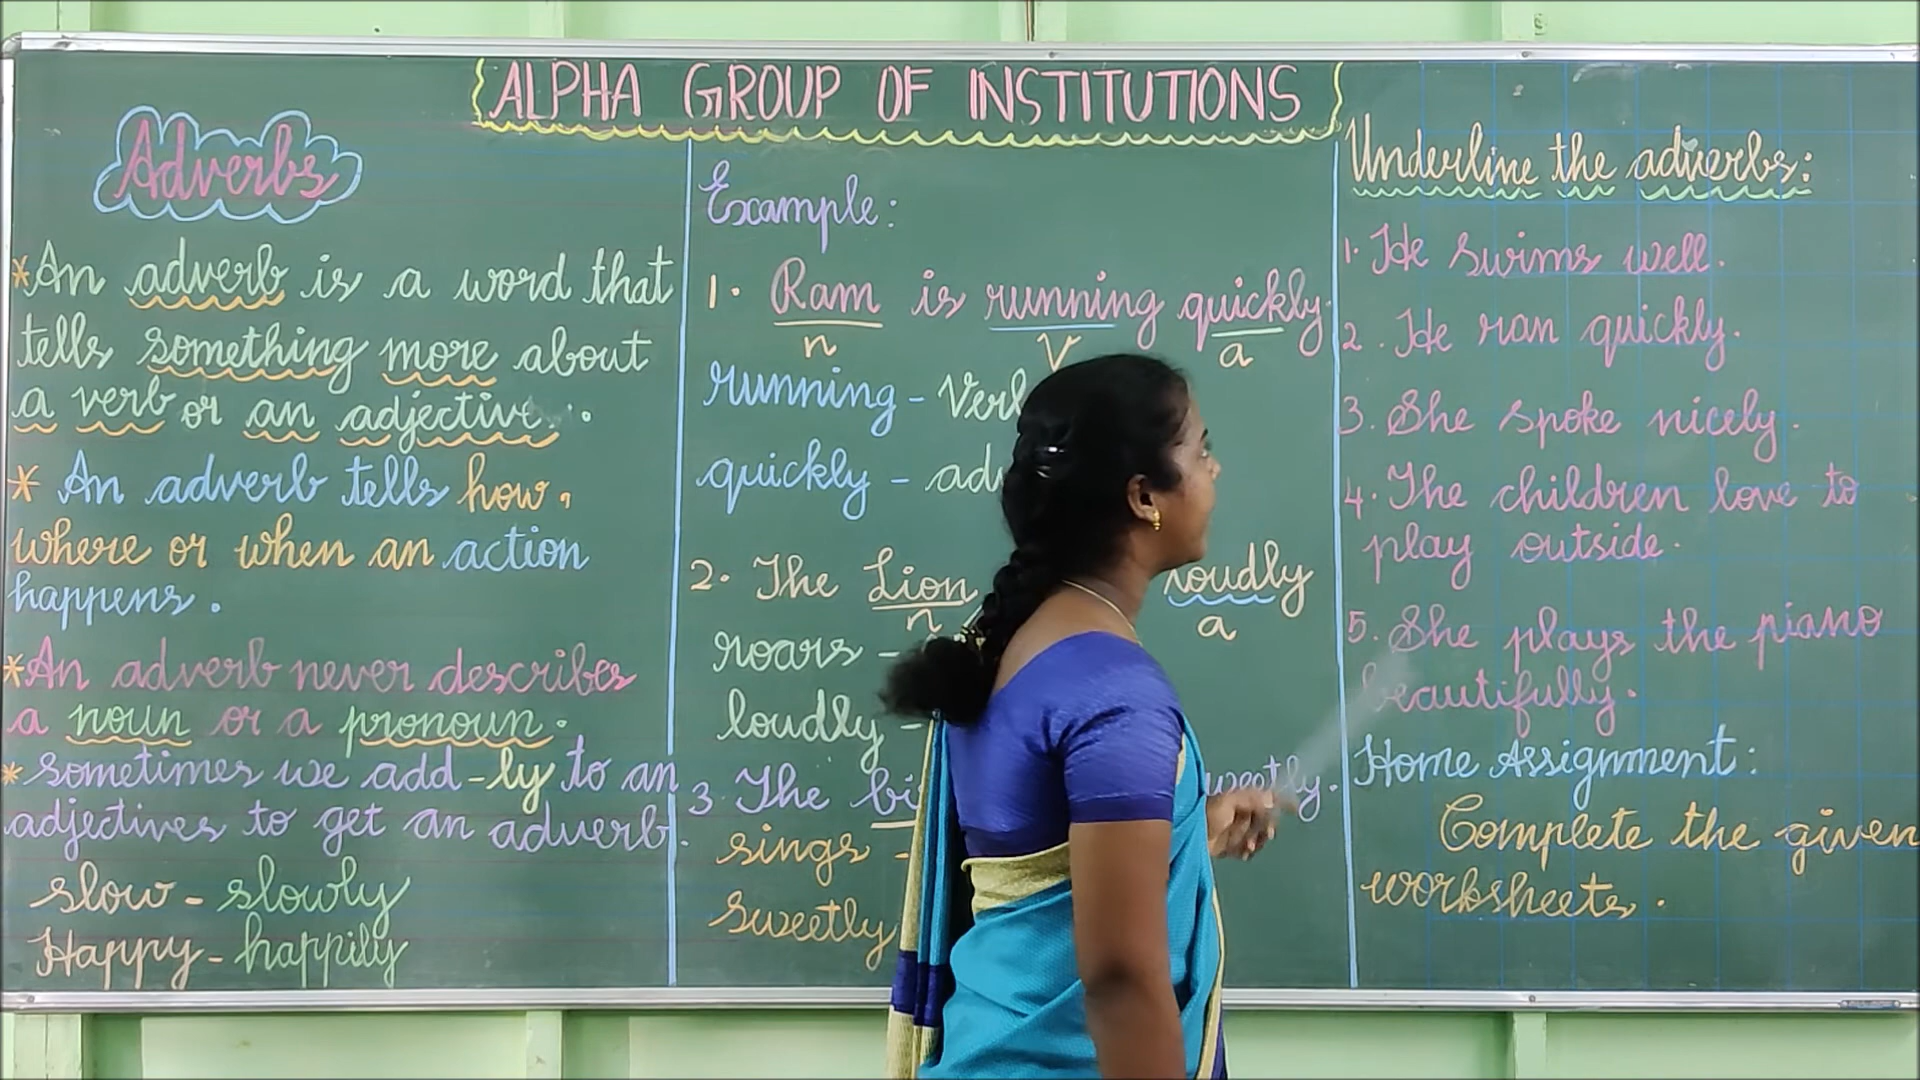 ALPHA GROUP OF INSTITUTIONS
Adverbs
*An adverb is a word that
tells something more about
a verb or an adjective.
* An adverb tells how,
where or when an action
happens.
*An adverb never describes
a noun or a pronoun.
*sometimes we add -ly to an
adjectives to get an adverb.
slow - slowly
Happy - happily
Example:
1. Ram is running quickly.
n v a
running - Verb
quickly -
2. The Lion loudly
n a
roars -
loudly -
3. The sweetly.
sings -
sweetly
Underline the adverbs:
1. He swims well.
2. He ran quickly.
3. She spoke nicely.
4. The children love to
play outside.
5. She plays the piano
beautifully.
Home Assignment:
Complete the given
worksheets.